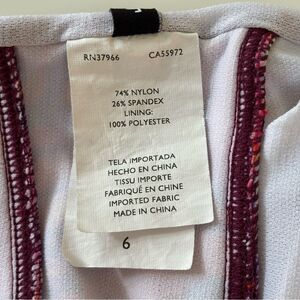 RN37966 CA55972
74% NYLON
26% SPANDEX
LINING:
100% POLYESTER
TELA IMPORTADA
HECHO EN CHINA
TISSU IMPORTE
FABRIQUÉ EN CHINE
IMPORTED FABRIC
MADE IN CHINA
6